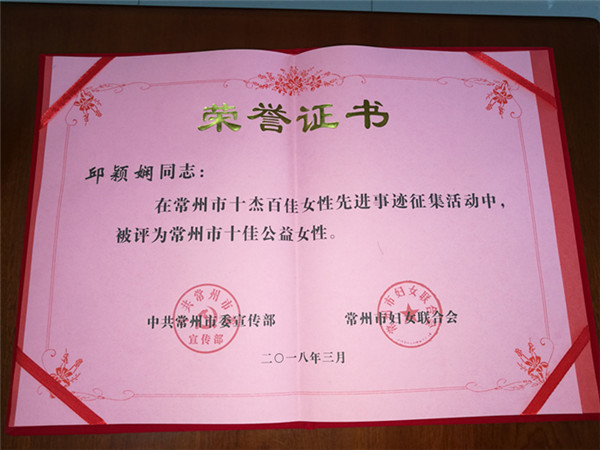 荣誉证书
邱颖娴同志：
在常州市十杰百佳女性先进事迹征集活动中，
被评为常州市十佳公益女性。
中共常州市委宣传部
常州市妇女联合会
二〇一八年三月
宣传部